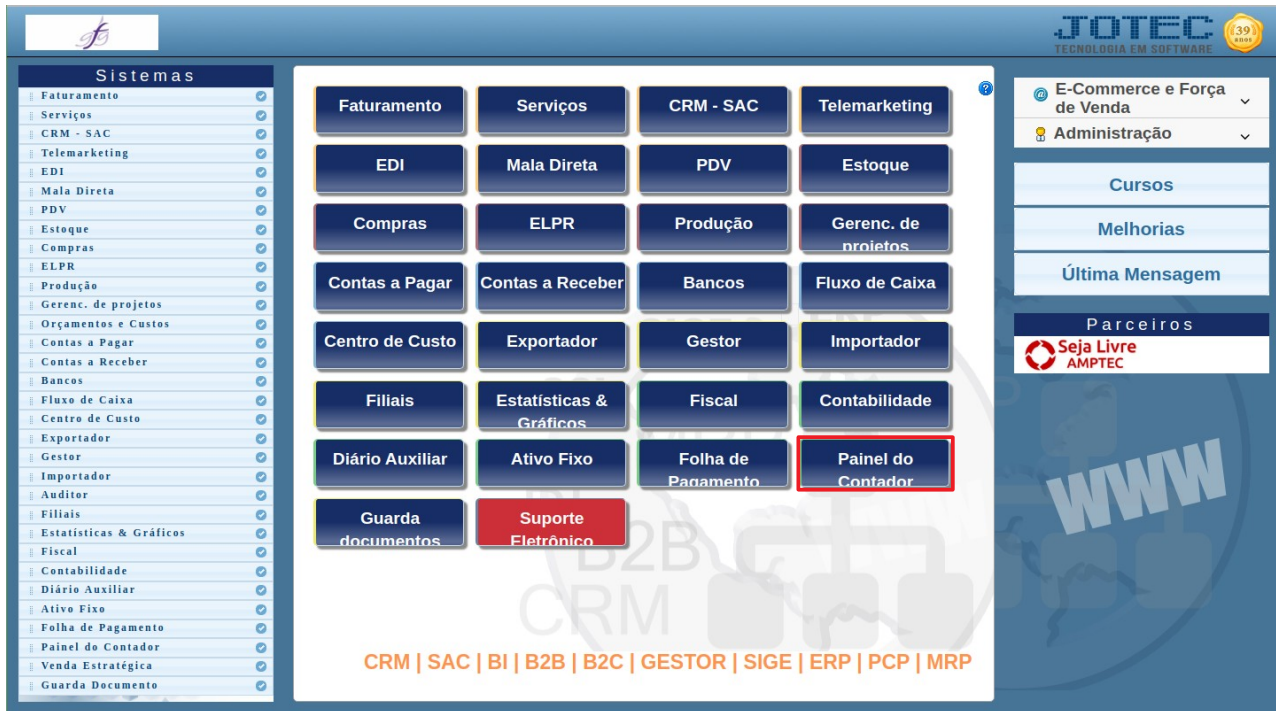 JOTEC
TECNOLOGIA EM SOFTWARE
39
anos
Sistemas
Faturamento
Serviços
CRM - SAC
Telemarketing
EDI
Mala Direta
PDV
Estoque
Compras
ELPR
Produção
Gerenc. de projetos
Orçamentos e Custos
Contas a Pagar
Contas a Receber
Bancos
Fluxo de Caixa
Centro de Custo
Exportador
Gestor
Importador
Auditor
Filiais
Estatísticas & Gráficos
Fiscal
Contabilidade
Diário Auxiliar
Ativo Fixo
Folha de Pagamento
Painel do Contador
Venda Estratégica
Guarda Documento
Faturamento
Serviços
CRM - SAC
Telemarketing
EDI
Mala Direta
PDV
Estoque
Compras
ELPR
Produção
Gerenc. de
projetos
Contas a Pagar
Contas a Receber
Bancos
Fluxo de Caixa
Centro de Custo
Exportador
Gestor
Importador
Filiais
Estatísticas &
Gráficos
Fiscal
Contabilidade
Diário Auxiliar
Ativo Fixo
Folha de
Pagamento
Painel do
Contador
Guarda
documentos
Suporte
Eletrônico
B2B
CRM
CRM | SAC | BI | B2B | B2C | GESTOR | SIGE | ERP | PCP | MRP
E-Commerce e Força
de Venda
Administração
Cursos
Melhorias
Última Mensagem
Parceiros
Seja Livre
AMPTEC
WWW